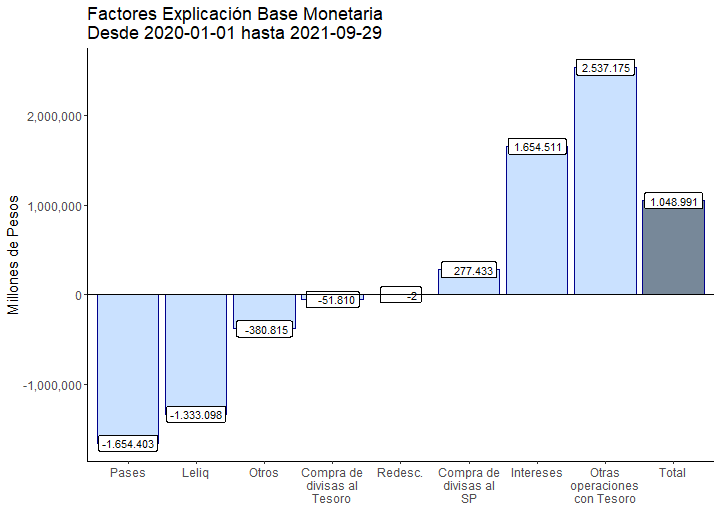 Factores Explicación Base Monetaria
Desde 2020-01-01 hasta 2021-09-29
Millones de Pesos
2,000,000
1,000,000
0
-1,000,000
-1.654.403
-1.333.098
-380.815
-51.810
-2
277.433
1.654.511
2.537.175
1.048.991
Pases
Leliq
Otros
Compra de
divisas al
Tesoro
Redesc.
Compra de
divisas al
SP
Intereses
Otras
operaciones
con Tesoro
Total